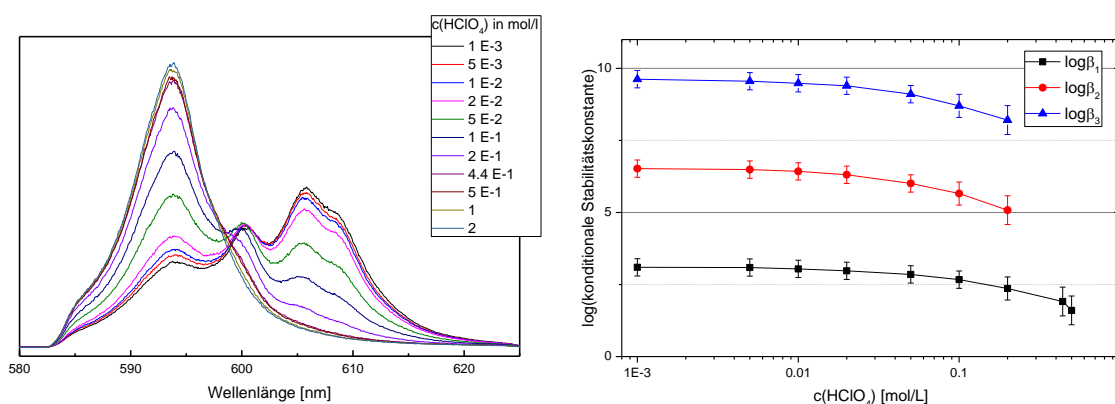 c(HClO₄) in mol/l
1 E-3
5 E-3
1 E-2
2 E-2
5 E-2
1 E-1
2 E-1
4.4 E-1
5 E-1
1
2
580 590 600 610 620
Wellenlänge [nm]
log(konditionale Stabilitätskonstante)
10
5
0
logβ₁
logβ₂
logβ₃
1E-3 0.01 0.1 1
c(HClO₄) [mol/L]